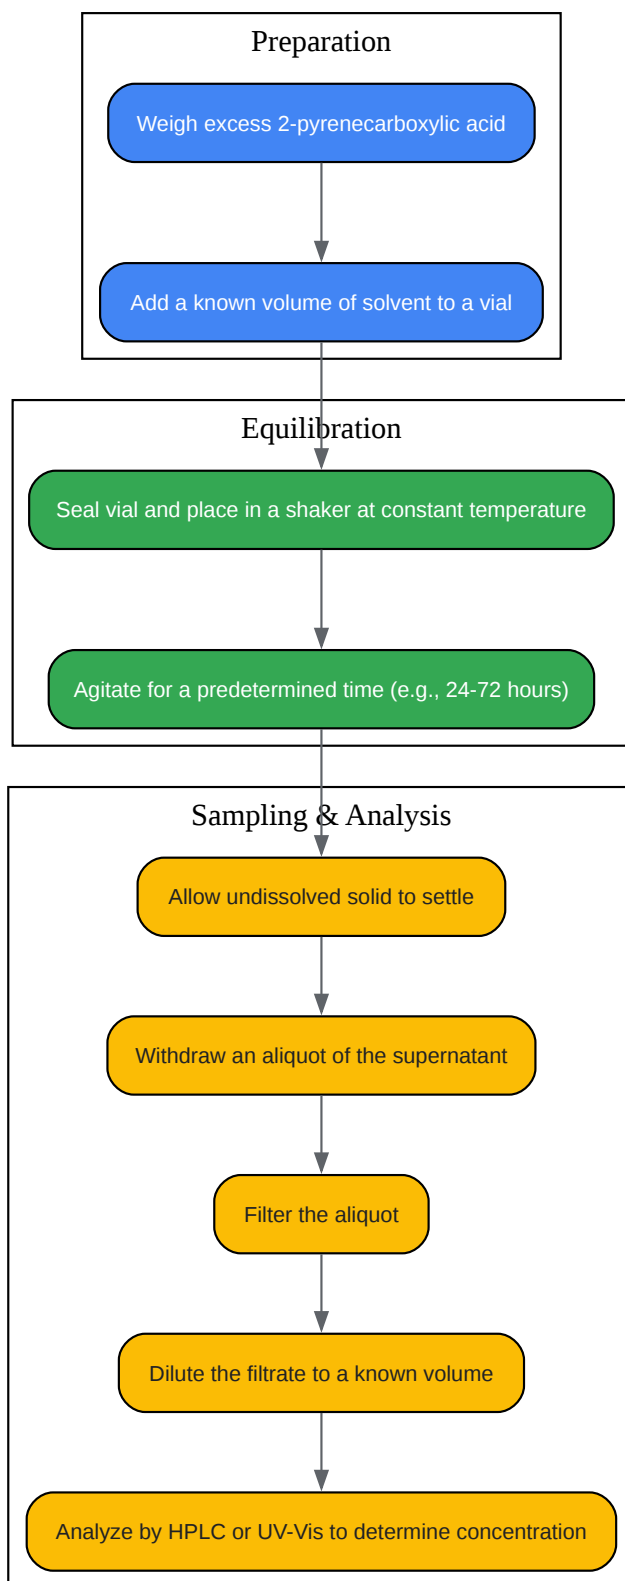 Preparation
Weigh excess 2-pyrenecarboxylic acid
Add a known volume of solvent to a vial
Equilibration
Seal vial and place in a shaker at constant temperature
Agitate for a predetermined time (e.g., 24-72 hours)
Sampling & Analysis
Allow undissolved solid to settle
Withdraw an aliquot of the supernatant
Filter the aliquot
Dilute the filtrate to a known volume
Analyze by HPLC or UV-Vis to determine concentration